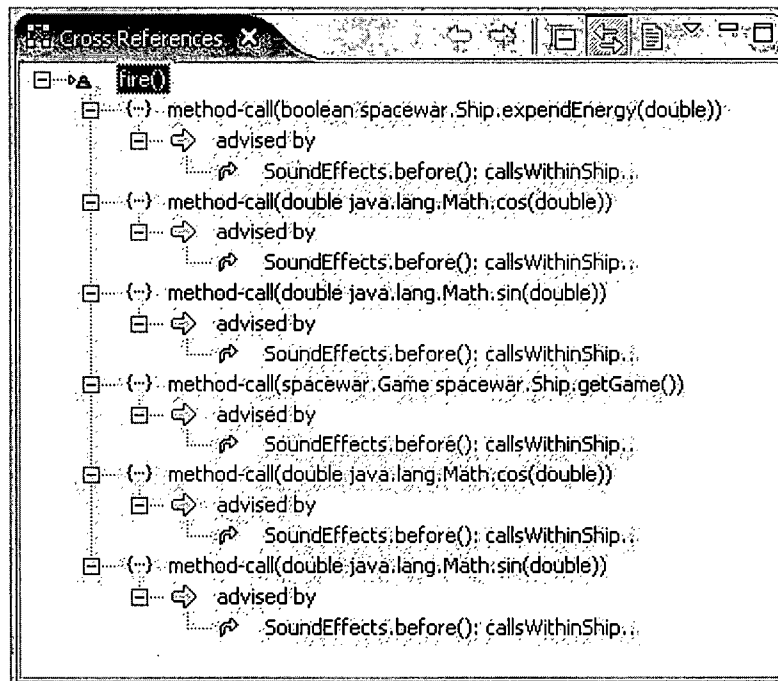 Cross References
fire()
method-call(boolean spacewar.Ship.expendEnergy(double))
advised by
SoundEffects.before(): callsWithinShip..
method-call(double java.lang.Math.cos(double))
advised by
SoundEffects.before(): callsWithinShip..
method-call(double java.lang.Math.sin(double))
advised by
SoundEffects.before(): callsWithinShip..
method-call(spacewar.Game spacewar.Ship.getGame())
advised by
SoundEffects.before(): callsWithinShip..
method-call(double java.lang.Math.cos(double))
advised by
SoundEffects.before(): callsWithinShip..
method-call(double java.lang.Math.sin(double))
advised by
SoundEffects.before(): callsWithinShip..